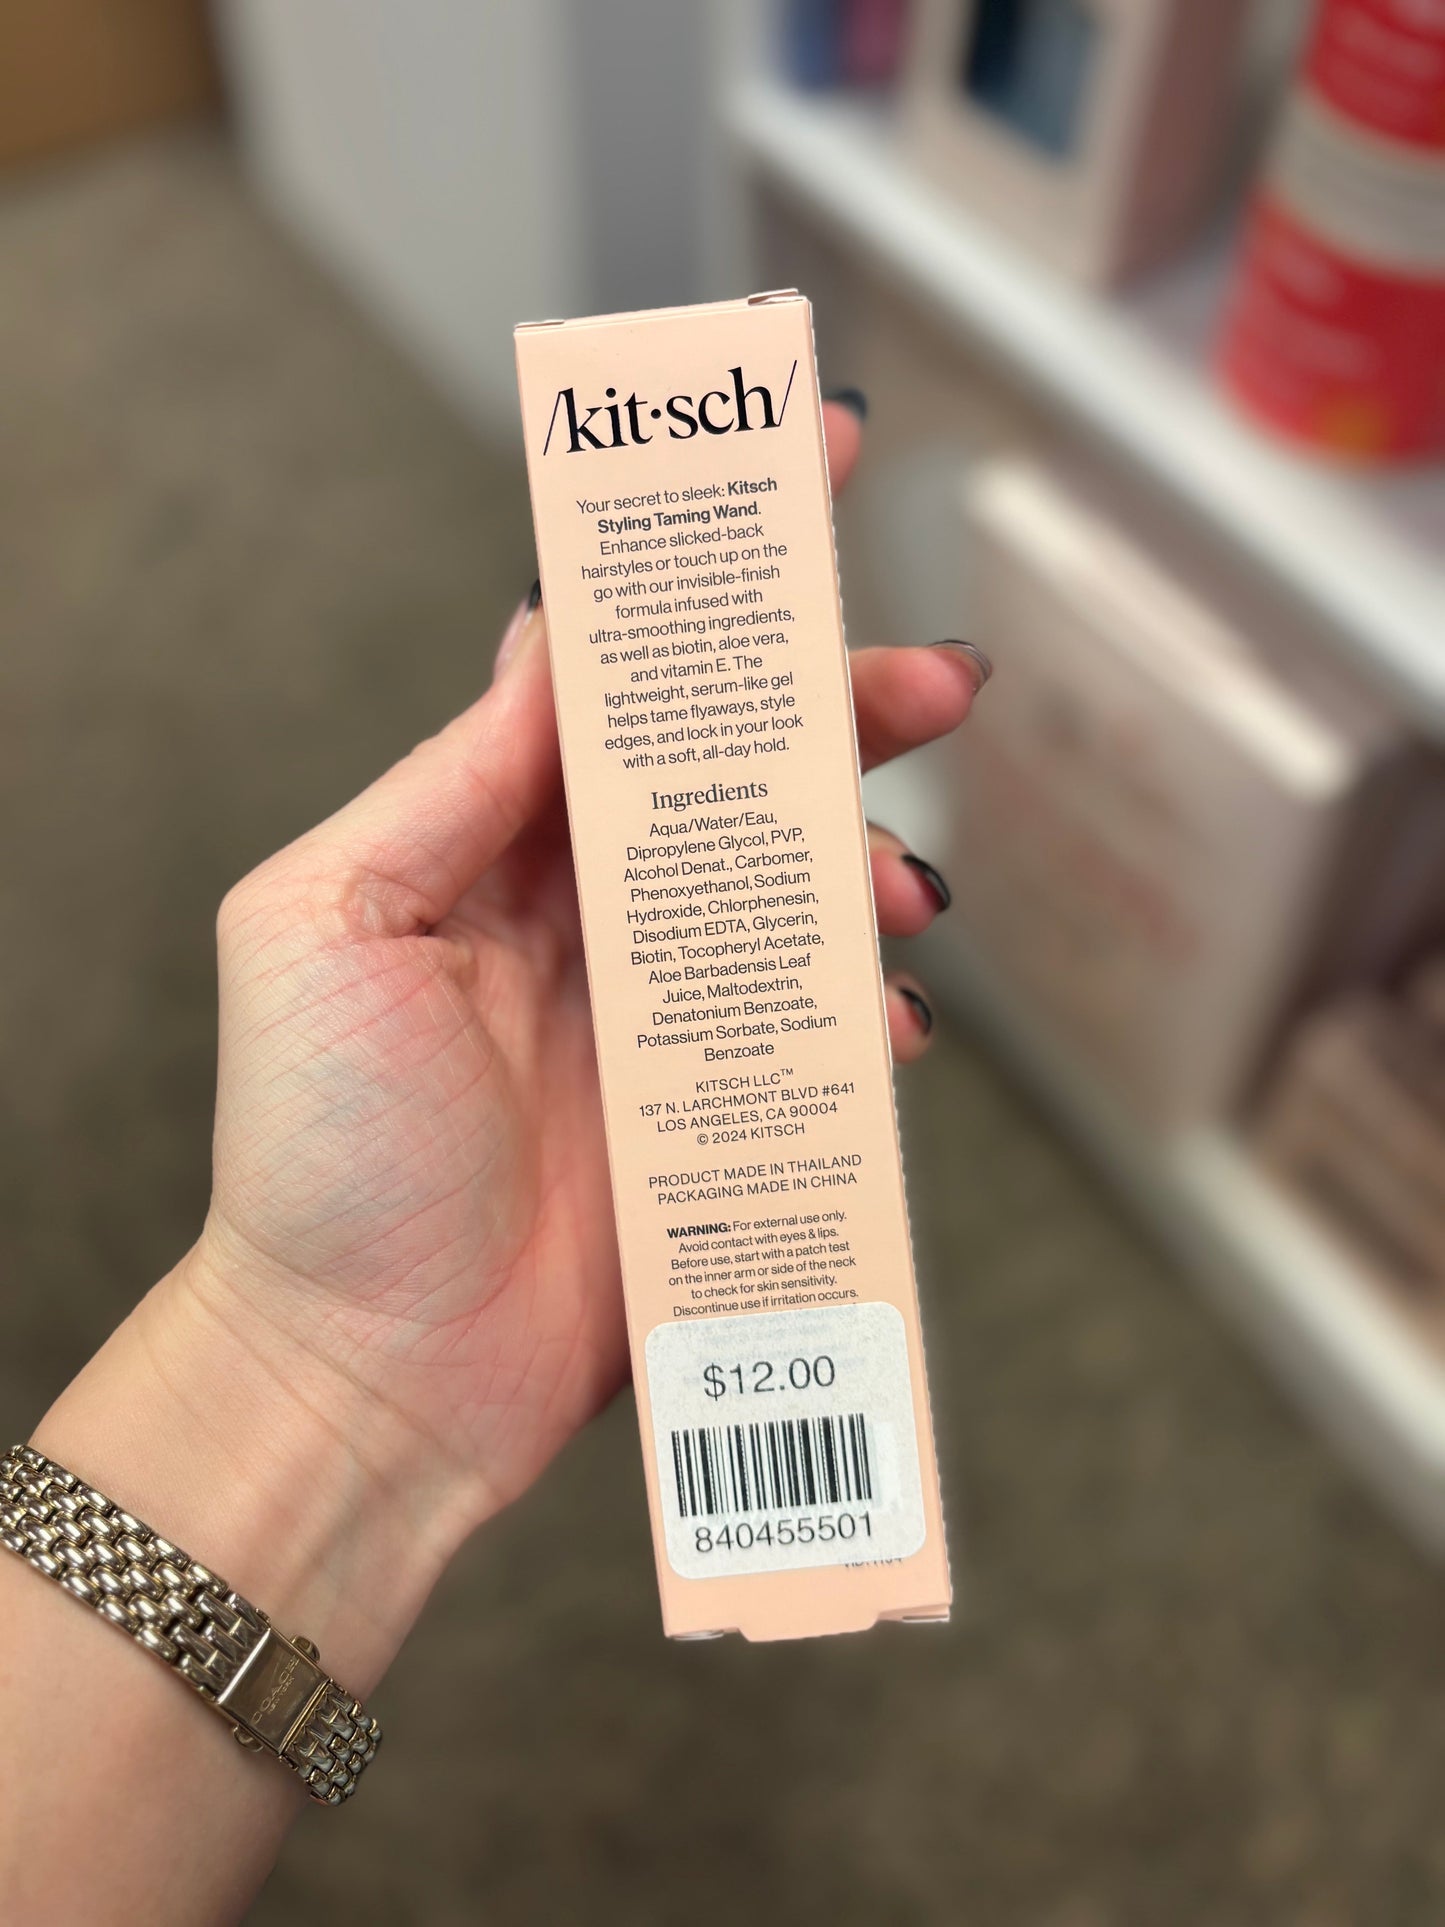 /kit·sch/
Your secret to sleek: Kitsch
Styling Taming Wand.
Enhance slicked-back
hairstyles or touch up on the
go with our invisible-finish
formula infused with
ultra-smoothing ingredients,
as well as biotin, aloe vera,
and vitamin E. The
lightweight, serum-like gel
helps tame flyaways, style
edges, and lock in your look
with a soft, all-day hold.
Ingredients
Aqua/Water/Eau,
Dipropylene Glycol, PVP,
Alcohol Denat., Carbomer,
Phenoxyethanol, Sodium
Hydroxide, Chlorphenesin,
Disodium EDTA, Glycerin,
Biotin, Tocopheryl Acetate,
Aloe Barbadensis Leaf
Juice, Maltodextrin,
Denatonium Benzoate,
Potassium Sorbate, Sodium
Benzoate
KITSCH LLC™
137 N. LARCHMONT BLVD #641
LOS ANGELES, CA 90004
© 2024 KITSCH
PRODUCT MADE IN THAILAND
PACKAGING MADE IN CHINA
WARNING: For external use only.
Avoid contact with eyes & lips.
Before use, start with a patch test
on the inner arm or side of the neck
to check for skin sensitivity.
Discontinue use if irritation occurs.
$12.00
840455501
COACH